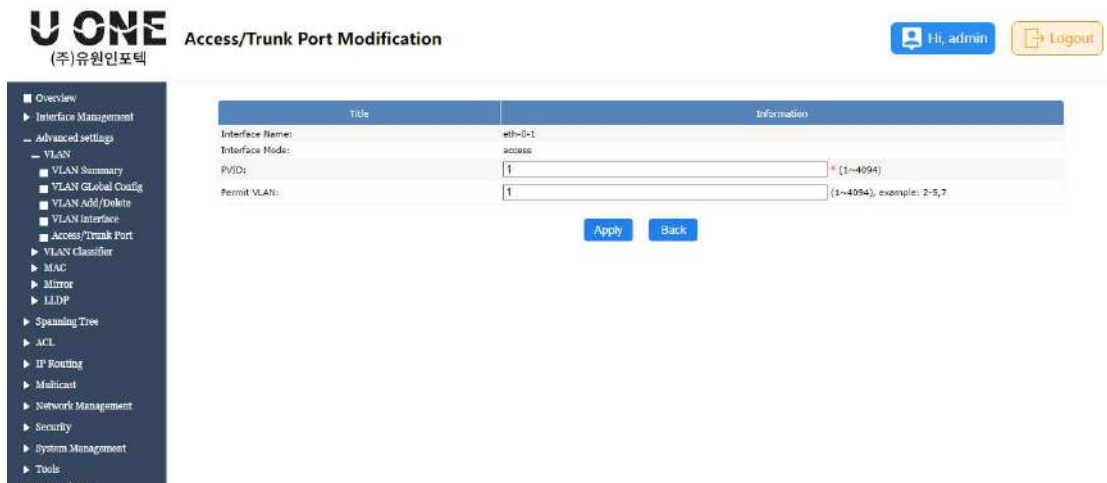 U ONE
(주)유원인포텍
Access/Trunk Port Modification
Hi, admin
Logout
Overview
Interface Management
Advanced settings
VLAN
VLAN Summary
VLAN GLobal Config
VLAN Add/Delete
VLAN Interface
Access/Trunk Port
VLAN Classifier
MAC
Mirror
LLDP
Spanning Tree
ACL
IP Routing
Multicast
Network Management
Security
System Management
Tools
Title Information
Interface Name: eth-0-1
Interface Mode: access
PVID: 1 * (1~4094)
Permit VLAN: 1 (1~4094), example: 2-5,7
Apply Back